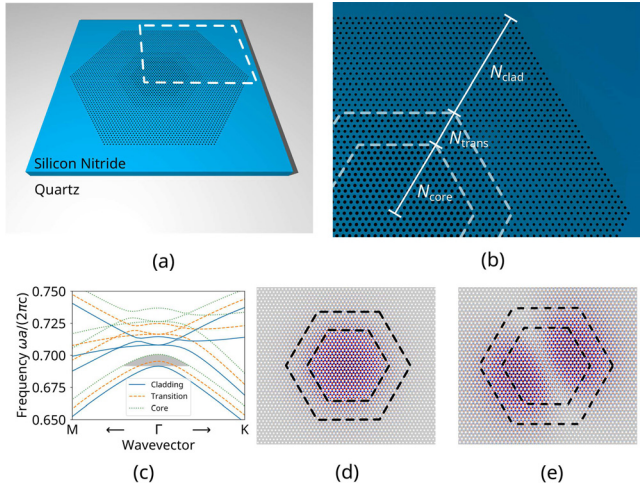 Silicon Nitride
Quartz
(a)
N_clad
N_trans
N_core
(b)
Frequency ωa/(2πc)
0.750
0.725
0.700
0.675
0.650
Cladding
Transition
Core
M ← Γ → K
Wavevector
(c)
(d)
(e)